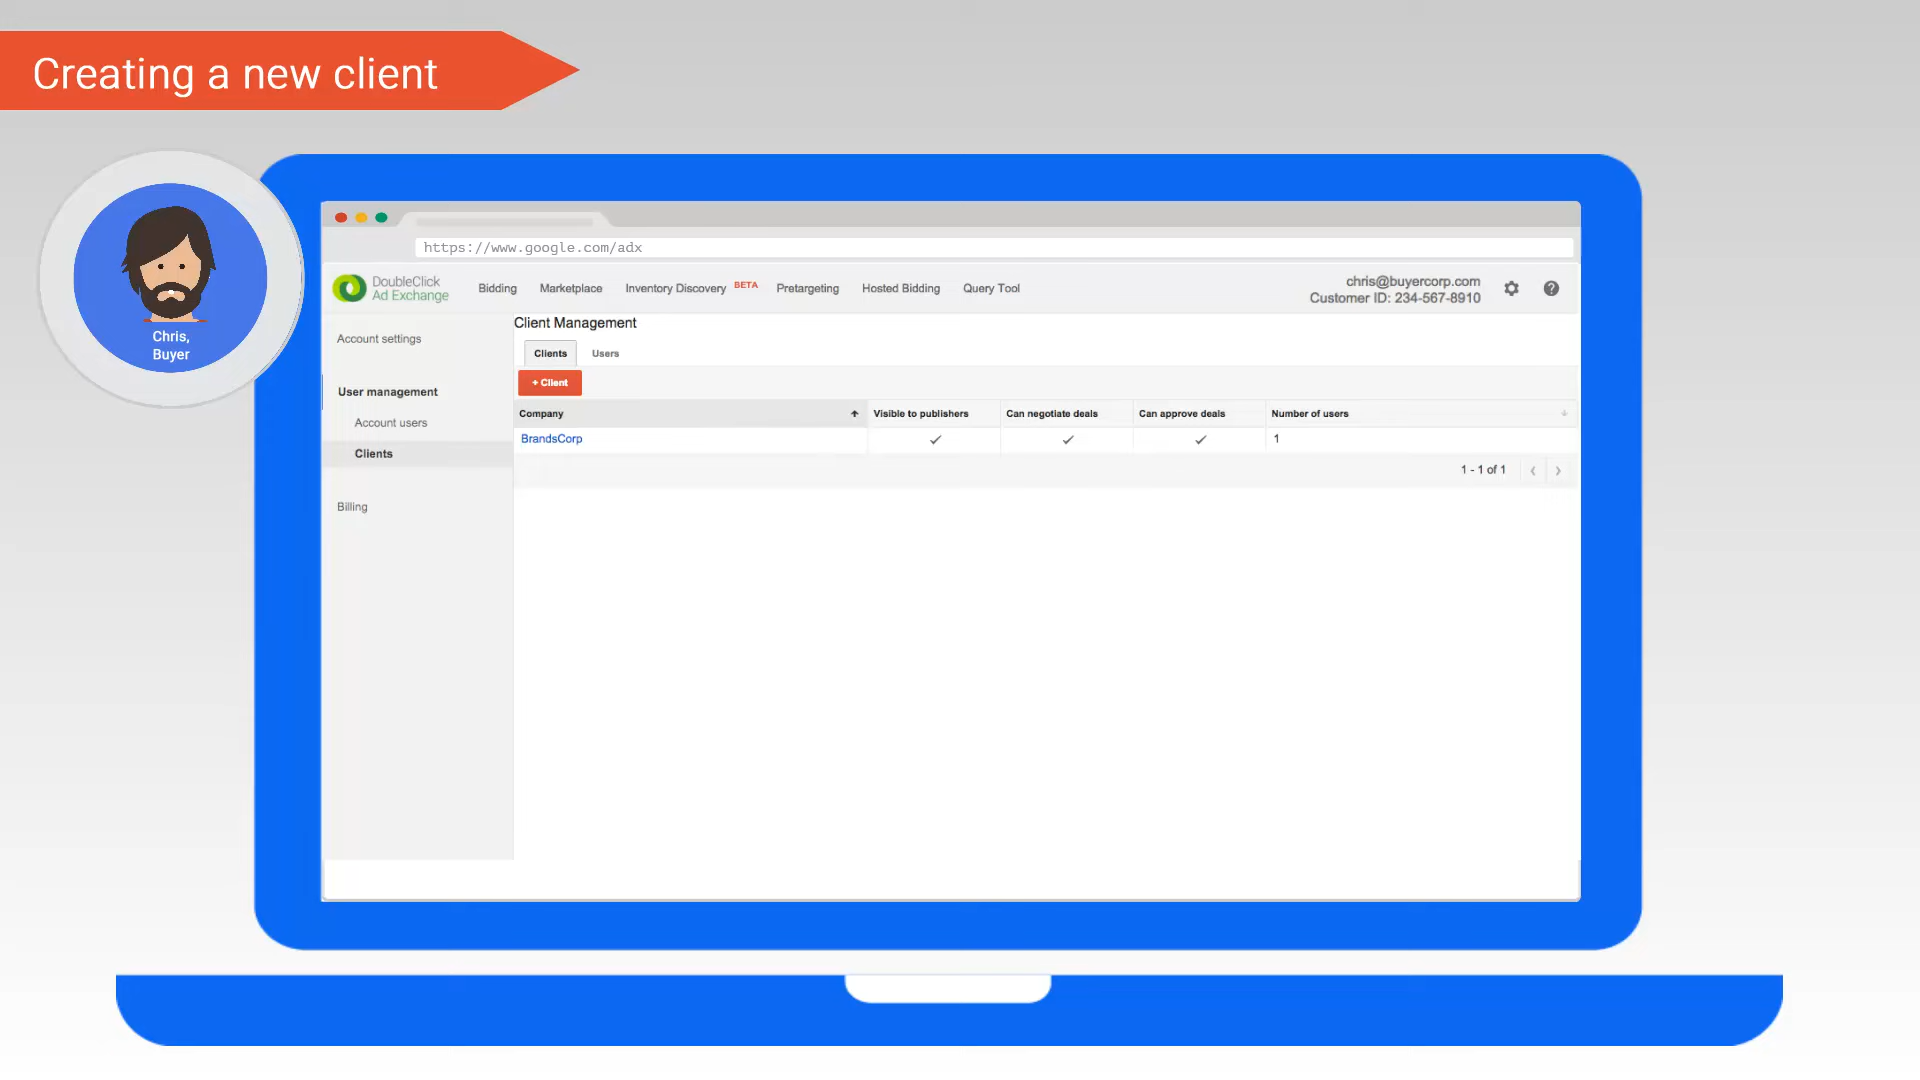 Creating a new client
Chris,
Buyer
https://www.google.com/adx
DoubleClick
Ad Exchange
Bidding Marketplace Inventory Discovery BETA Pretargeting Hosted Bidding Query Tool
chris@buyercorp.com
Customer ID: 234-567-8910
Account settings
User management
Account users
Clients
Billing
Client Management
Clients Users
+ Client
Company Visible to publishers Can negotiate deals Can approve deals Number of users
BrandsCorp 1
1 - 1 of 1